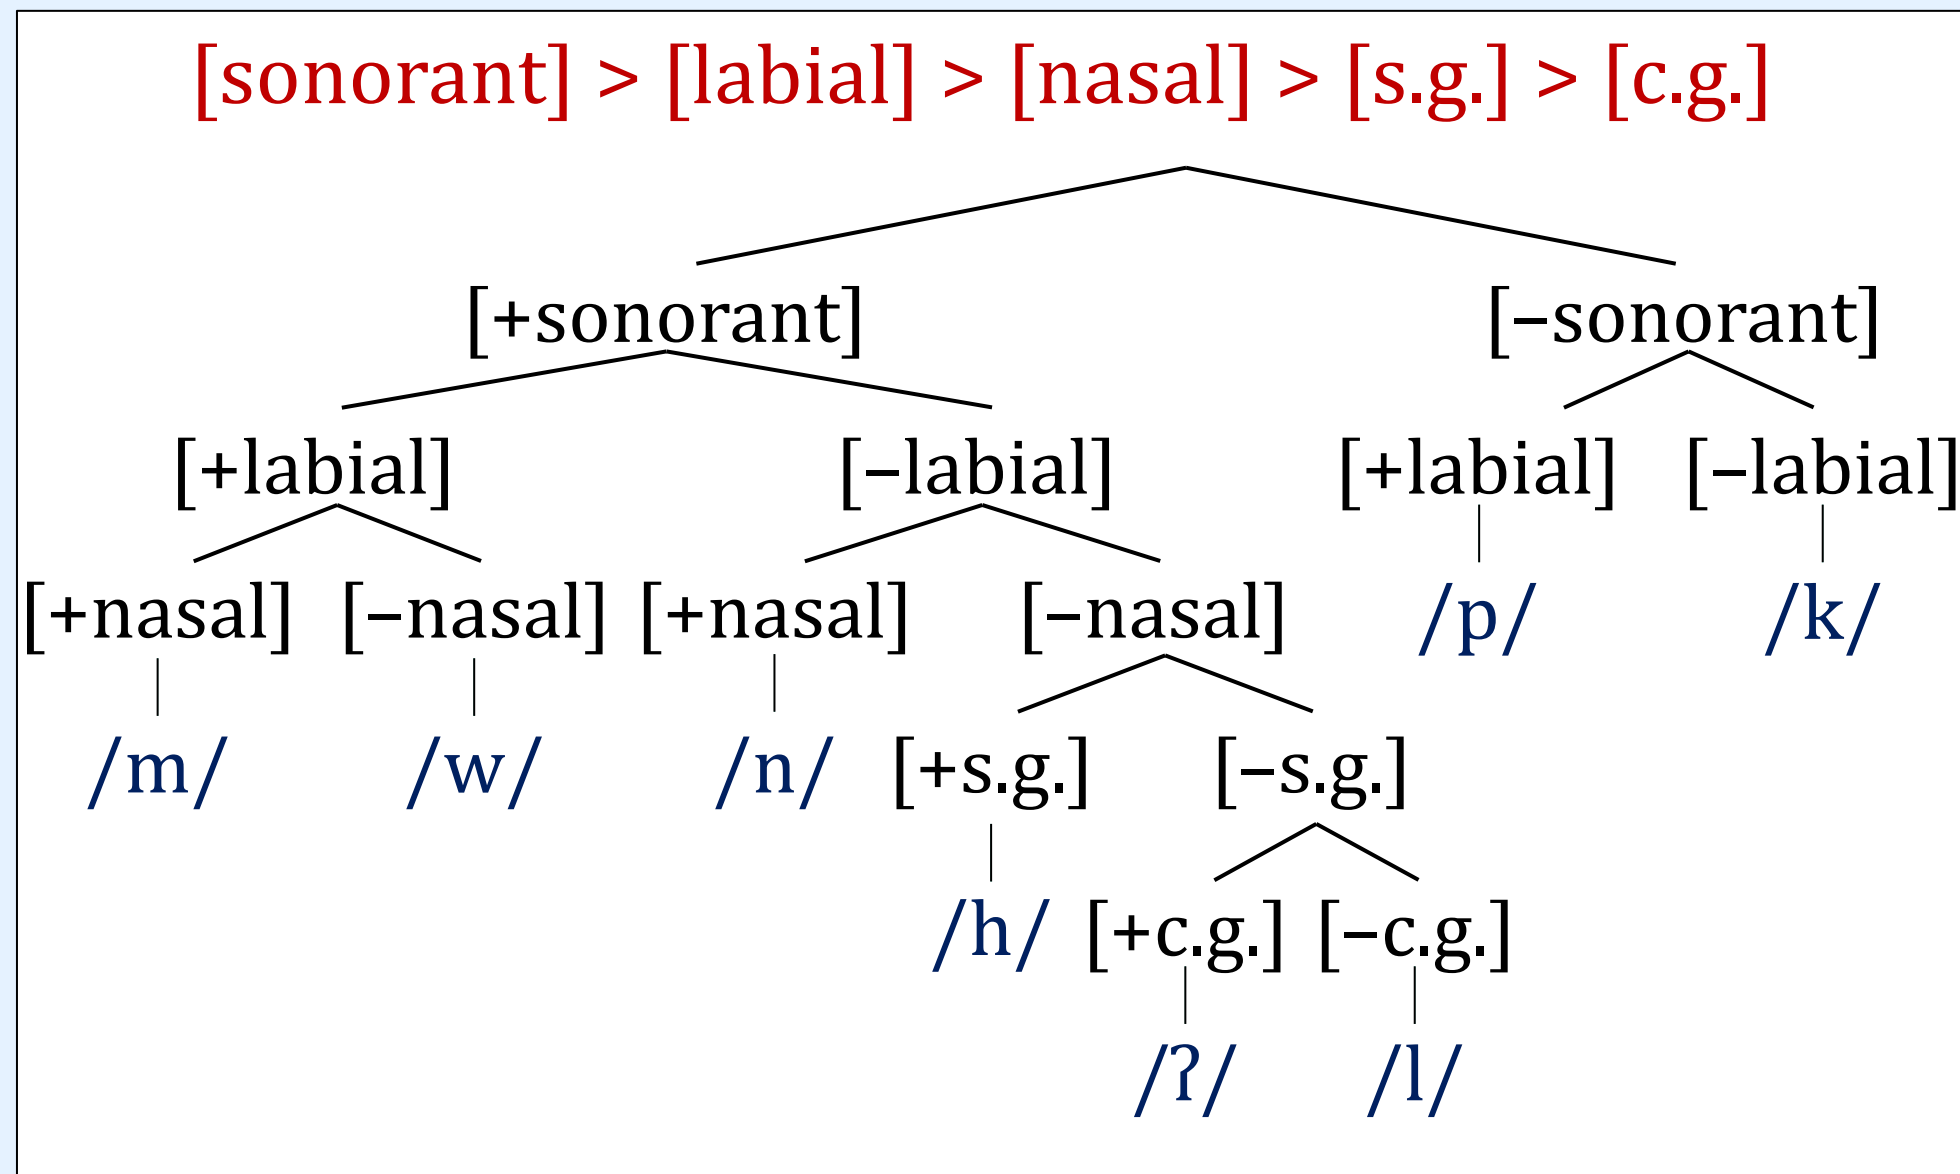 [sonorant] > [labial] > [nasal] > [s.g.] > [c.g.]
[+sonorant] [–sonorant]
[+labial] [–labial] [+labial] [–labial]
[+nasal] [–nasal] [+nasal] [–nasal] /p/ /k/
/m/ /w/ /n/ [+s.g.] [–s.g.]
/h/ [+c.g.] [–c.g.]
/ʔ/ /l/